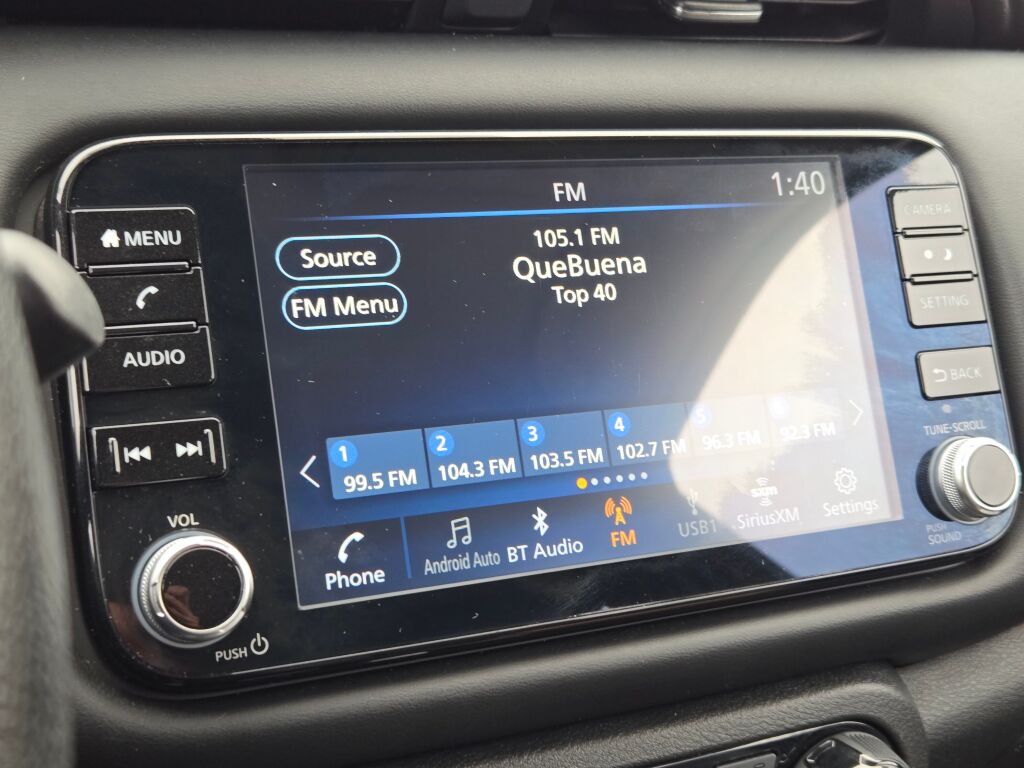 FM
1:40
105.1 FM
QueBuena
Top 40
Source
FM Menu
1 99.5 FM
2 104.3 FM
3 103.5 FM
4 102.7 FM
5 96.3 FM
92.3 FM
Phone
Android Auto
BT Audio
FM
USB1
sxm
SiriusXM
Settings
MENU
AUDIO
VOL
PUSH
CAMERA
SETTING
BACK
TUNE-SCROLL
PUSH
SOUND